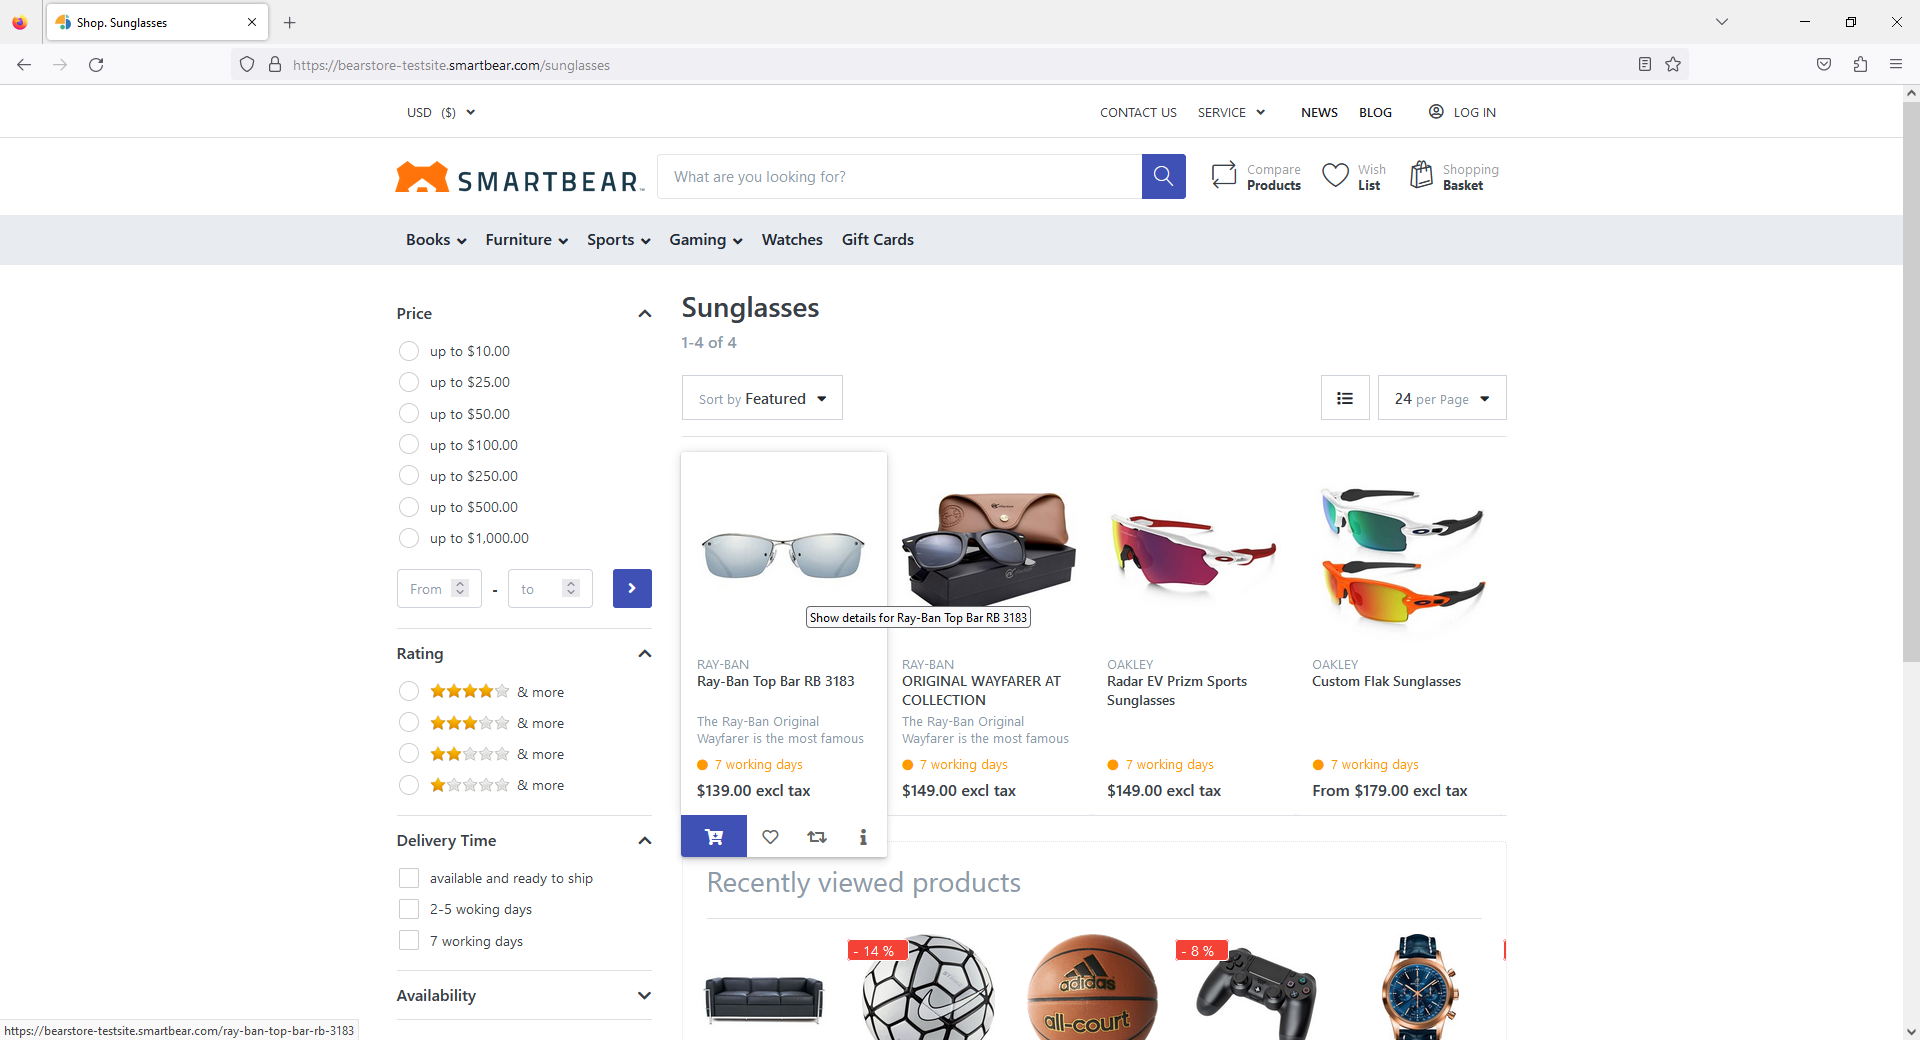 Shop. Sunglasses
https://bearstore-testsite.smartbear.com/sunglasses
USD ($)
CONTACT US
SERVICE
NEWS
BLOG
LOG IN
SMARTBEAR
What are you looking for?
Compare
Products
Wish
List
Shopping
Basket
Books
Furniture
Sports
Gaming
Watches
Gift Cards
Price
up to $10.00
up to $25.00
up to $50.00
up to $100.00
up to $250.00
up to $500.00
up to $1,000.00
From - to
Rating
& more
& more
& more
& more
Delivery Time
available and ready to ship
2-5 woking days
7 working days
Availability
Sunglasses
1-4 of 4
Sort by Featured
24 per Page
Show details for Ray-Ban Top Bar RB 3183
RAY-BAN
Ray-Ban Top Bar RB 3183
The Ray-Ban Original
Wayfarer is the most famous
7 working days
$139.00 excl tax
RAY-BAN
ORIGINAL WAYFARER AT
COLLECTION
The Ray-Ban Original
Wayfarer is the most famous
7 working days
$149.00 excl tax
OAKLEY
Radar EV Prizm Sports
Sunglasses
7 working days
$149.00 excl tax
OAKLEY
Custom Flak Sunglasses
7 working days
From $179.00 excl tax
Recently viewed products
- 14 %
adidas
all-court
- 8 %
https://bearstore-testsite.smartbear.com/ray-ban-top-bar-rb-3183